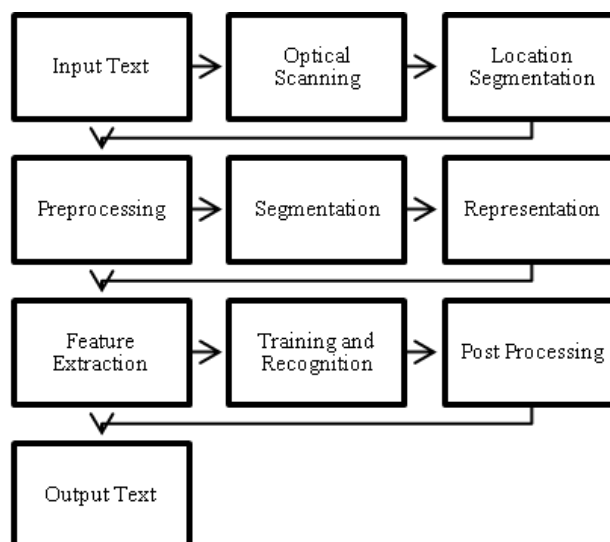 Input Text
Optical
Scanning
Location
Segmentation
Preprocessing
Segmentation
Representation
Feature
Extraction
Training and
Recognition
Post Processing
Output Text